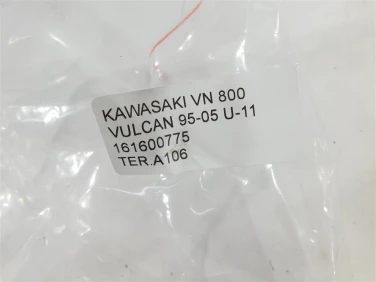 KAWASAKI VN 800
VULCAN 95-05 U-11
161600775
TER.A106